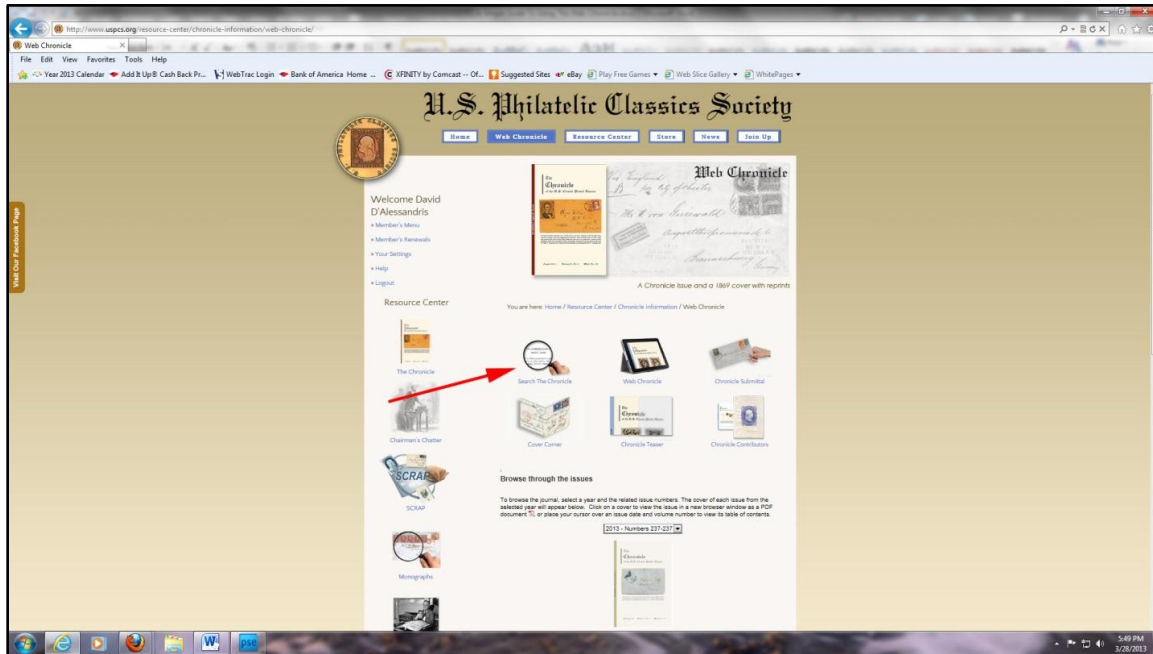 http://www.uspcs.org/resource-center/chronicle-information/web-chronicle/
Web Chronicle
File Edit View Favorites Tools Help
Year 2013 Calendar Add It Up® Cash Back Pr... WebTrac Login Bank of America Home ... XFINITY by Comcast -- Of... Suggested Sites eBay Play Free Games Web Slice Gallery WhitePages
U.S. Philatelic Classics Society
Home Web Chronicle Resource Center Store News Join Up
Web Chronicle
The
Chronicle
Visit Our Facebook Page
Welcome David
D'Alessandris
Member's Menu
Member's Renewals
Your Settings
Help
Logout
A Chronicle Issue and a 1869 cover with reprints
Resource Center
You are here: Home / Resource Center / Chronicle Information / Web Chronicle
The Chronicle
Search The Chronicle Web Chronicle Chronicle Submittal
Chairman's Chatter
Cover Corner Chronicle Teaser Chronicle Contributors
SCRAP
SCRAP
Browse through the issues
To browse the journal, select a year and the related issue numbers. The cover of each issue from the
selected year will appear below. Click on a cover to view the issue in a new browser window as a PDF
document or place your cursor over an issue date and volume number to view its table of contents.
2013 - Numbers 237-237
Monographs
The
Chronicle
W pse
5:49 PM
3/28/2013